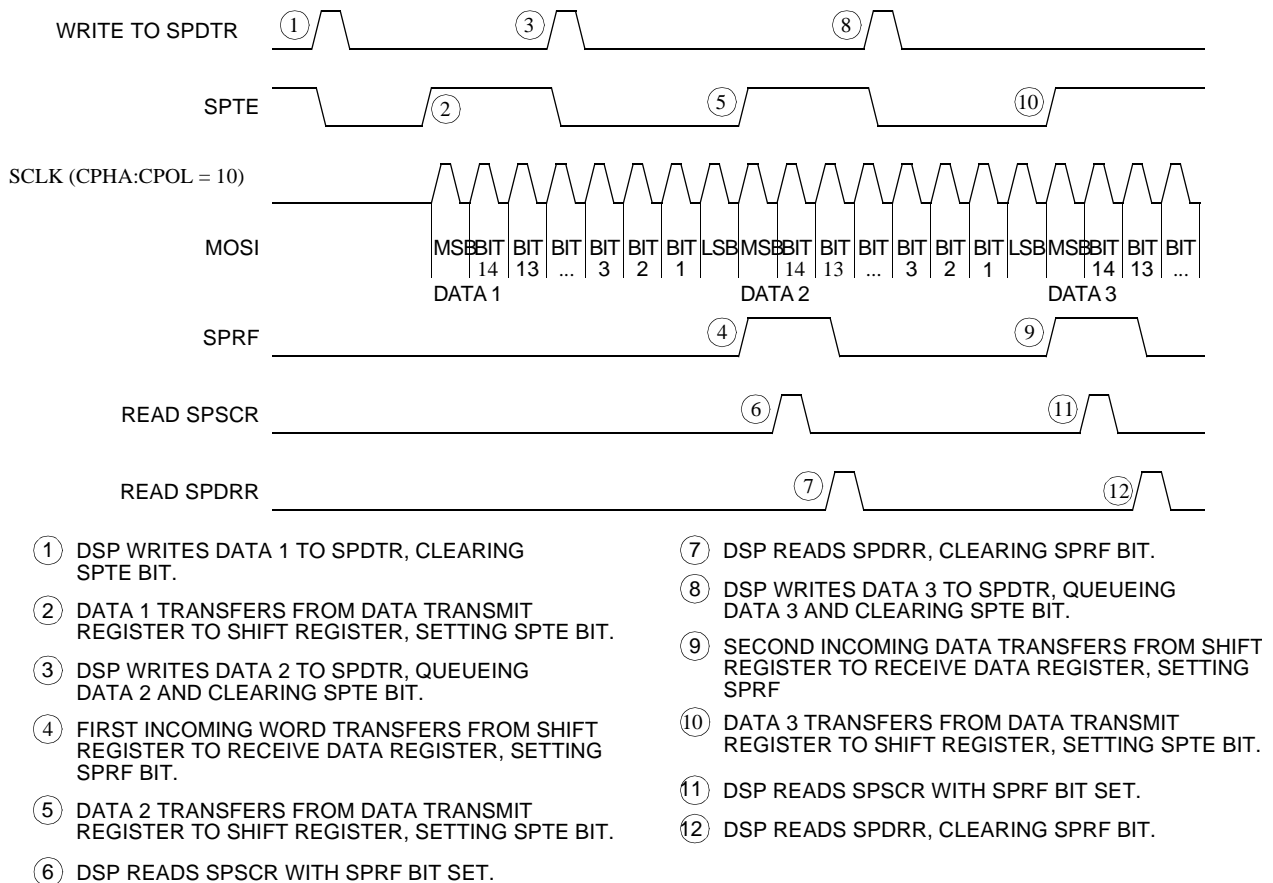 WRITE TO SPDTR
1
3
8
SPTE
2
5
10
SCLK (CPHA:CPOL = 10)
MOSI
MSB BIT 14 BIT 13 BIT ... BIT 3 BIT 2 BIT 1 LSB MSB BIT 14 BIT 13 BIT ... BIT 3 BIT 2 BIT 1 LSB MSB BIT 14 BIT 13 BIT ...
DATA 1 DATA 2 DATA 3
SPRF
4
9
READ SPSCR
6
11
READ SPDRR
7
12
1 DSP WRITES DATA 1 TO SPDTR, CLEARING
SPTE BIT.
2 DATA 1 TRANSFERS FROM DATA TRANSMIT
REGISTER TO SHIFT REGISTER, SETTING SPTE BIT.
3 DSP WRITES DATA 2 TO SPDTR, QUEUEING
DATA 2 AND CLEARING SPTE BIT.
4 FIRST INCOMING WORD TRANSFERS FROM SHIFT
REGISTER TO RECEIVE DATA REGISTER, SETTING
SPRF BIT.
5 DATA 2 TRANSFERS FROM DATA TRANSMIT
REGISTER TO SHIFT REGISTER, SETTING SPTE BIT.
6 DSP READS SPSCR WITH SPRF BIT SET.
7 DSP READS SPDRR, CLEARING SPRF BIT.
8 DSP WRITES DATA 3 TO SPDTR, QUEUEING
DATA 3 AND CLEARING SPTE BIT.
9 SECOND INCOMING DATA TRANSFERS FROM SHIFT
REGISTER TO RECEIVE DATA REGISTER, SETTING
SPRF
10 DATA 3 TRANSFERS FROM DATA TRANSMIT
REGISTER TO SHIFT REGISTER, SETTING SPTE BIT.
11 DSP READS SPSCR WITH SPRF BIT SET.
12 DSP READS SPDRR, CLEARING SPRF BIT.